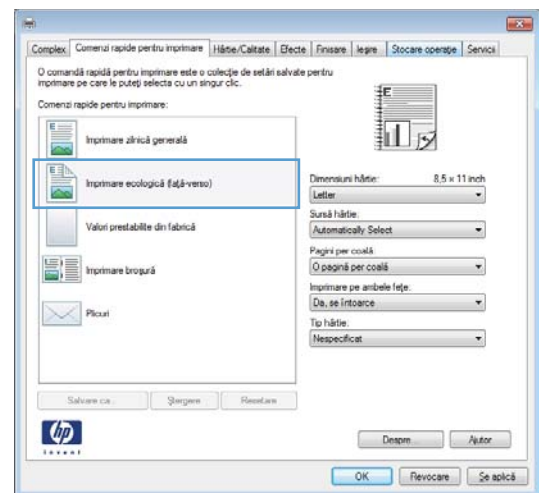 Complex Comenzi rapide pentru imprimare Hârtie/Calitate Efecte Finisare Ieşire Stocare operaţie Servicii
O comandă rapidă pentru imprimare este o colecţie de setări salvate pentru
imprimare pe care le puteţi selecta cu un singur clic.
Comenzi rapide pentru imprimare:
Imprimare zilnică generală
Imprimare ecologică (faţă-verso)
Valori prestabilite din fabrică
Imprimare broşură
Plicuri
Dimensiuni hârtie: 8,5 × 11 inch
Letter
Sursă hârtie:
Automatically Select
Pagini per coală:
O pagină per coală
Imprimare pe ambele feţe:
Da, se întoarce
Tip hârtie:
Nespecificat
Salvare ca... Ştergere Resetare
hp
invent
Despre... Ajutor
OK Revocare Se aplică